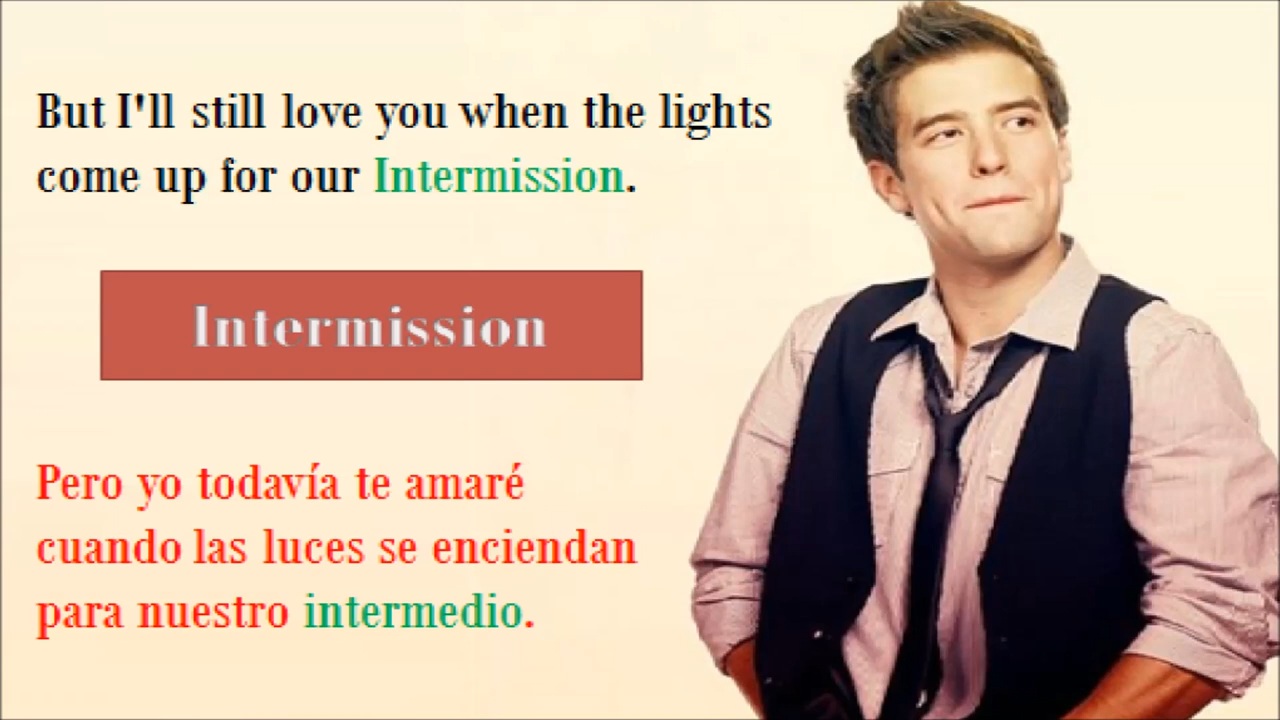 But I'll still love you when the lights
come up for our Intermission.
Intermission
Pero yo todavía te amaré
cuando las luces se enciendan
para nuestro intermedio.